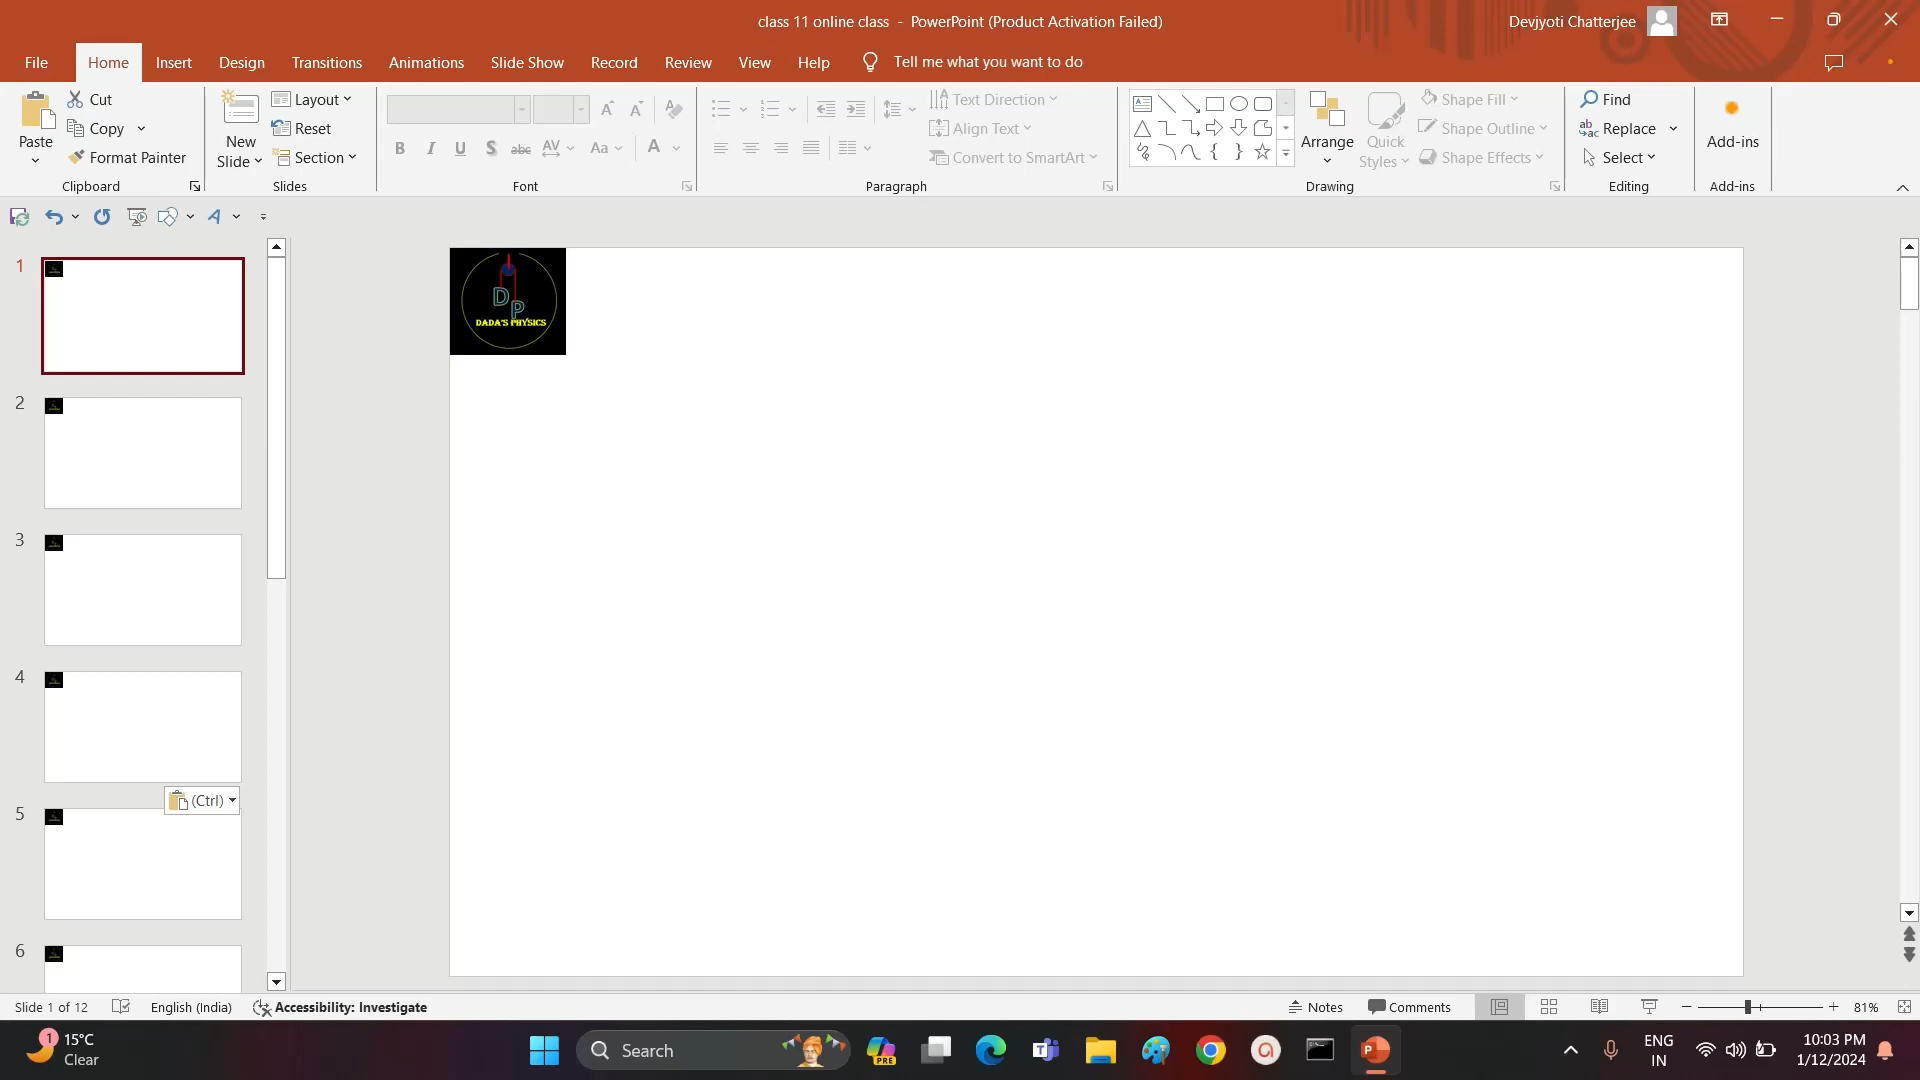 class 11 online class - PowerPoint (Product Activation Failed)
Devjyoti Chatterjee
File Home Insert Design Transitions Animations Slide Show Record Review View Help Tell me what you want to do
Paste
Cut
Copy
Format Painter
Clipboard
New Slide
Layout
Reset
Section
Slides
B I U S abc AV Aa A
Font
Text Direction
Align Text
Convert to SmartArt
Paragraph
Arrange
Quick Styles
Shape Fill
Shape Outline
Shape Effects
Drawing
Find
Replace
Select
Editing
Add-ins
Add-ins
1
2
3
4
5
6
(Ctrl)
D
P
DADA'S PHYSICS
Slide 1 of 12 English (India) Accessibility: Investigate Notes Comments 81%
1
15°C
Clear
Search
PRE
ENG
IN
10:03 PM
1/12/2024